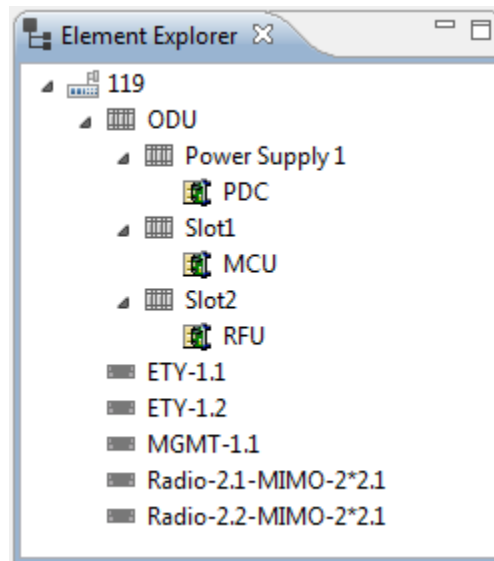 Element Explorer
119
ODU
Power Supply 1
PDC
Slot1
MCU
Slot2
RFU
ETY-1.1
ETY-1.2
MGMT-1.1
Radio-2.1-MIMO-2*2.1
Radio-2.2-MIMO-2*2.1